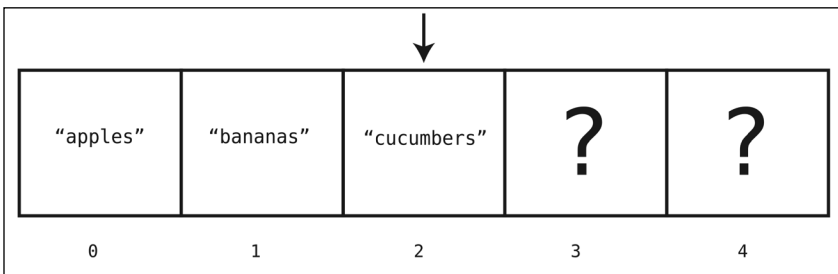 “apples” “bananas” “cucumbers” ? ?
0 1 2 3 4